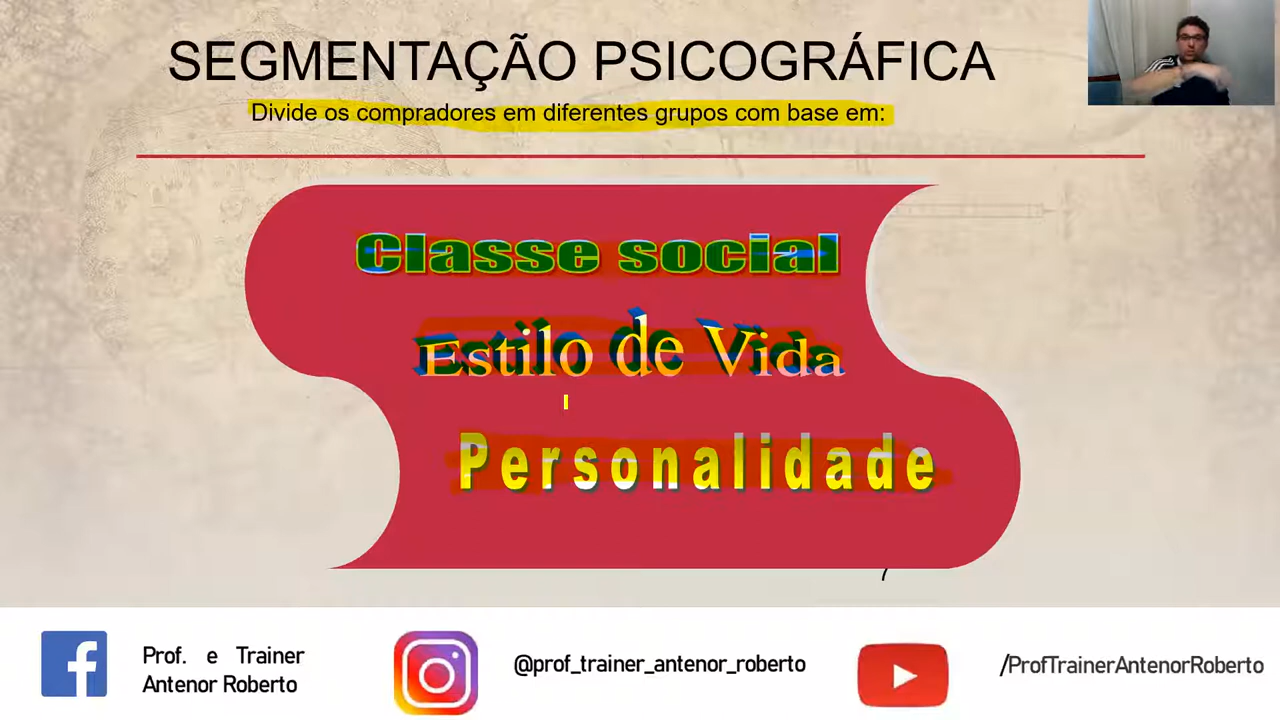 SEGMENTAÇÃO PSICOGRÁFICA
Divide os compradores em diferentes grupos com base em:
Classe social
Estilo de Vida
Personalidade
7
Prof. e Trainer
Antenor Roberto
@prof_trainer_antenor_roberto
/ProfTrainerAntenorRoberto